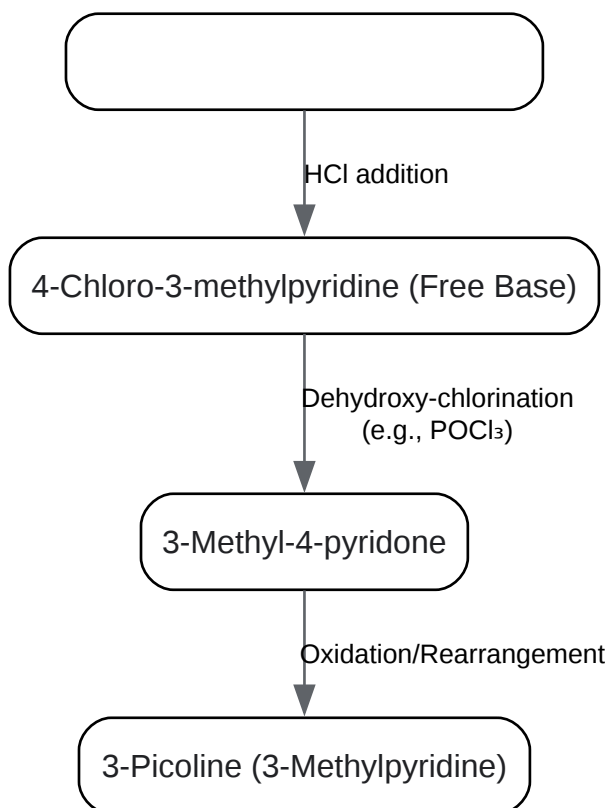 HCl addition
4-Chloro-3-methylpyridine (Free Base)
Dehydroxy-chlorination
(e.g., POCl₃)
3-Methyl-4-pyridone
Oxidation/Rearrangement
3-Picoline (3-Methylpyridine)